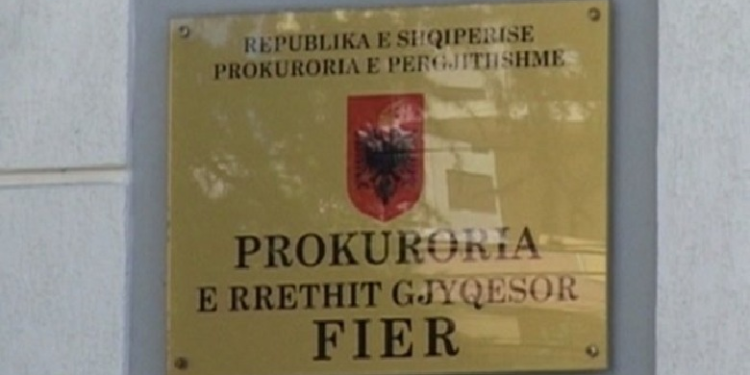 REPUBLIKA E SHQIPERISE
PROKURORIA E PERGJITHSHME
PROKURORIA
E RRETHIT GJYQESOR
FIER